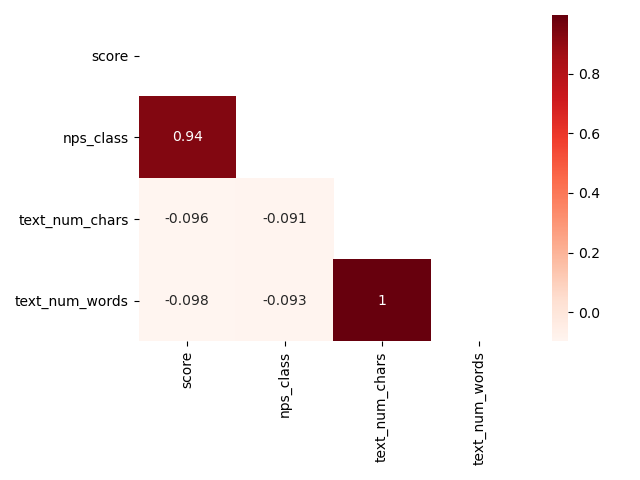 score
nps_class 0.94
text_num_chars -0.096 -0.091
text_num_words -0.098 -0.093 1
score nps_class text_num_chars text_num_words
0.8
0.6
0.4
0.2
0.0